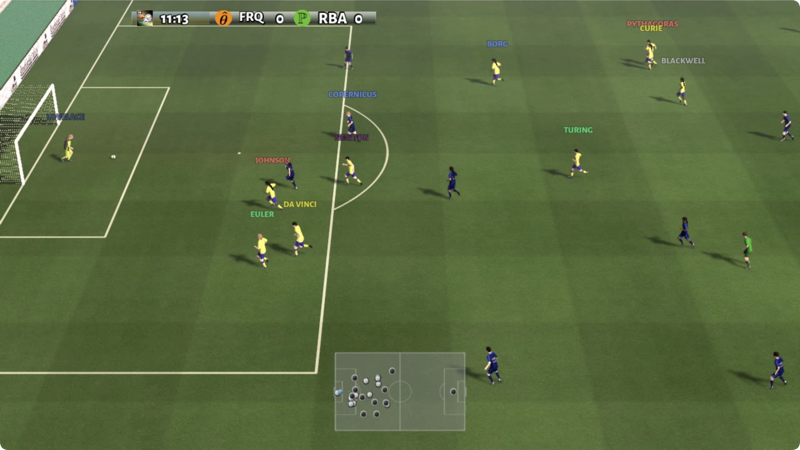 11:13 FRQ 0 P RBA 0
PYTHAGORAS
CURIE
BORG
BLACKWELL
COPERNICUS
TURING
JOHNSON
DA VINCI
EULER